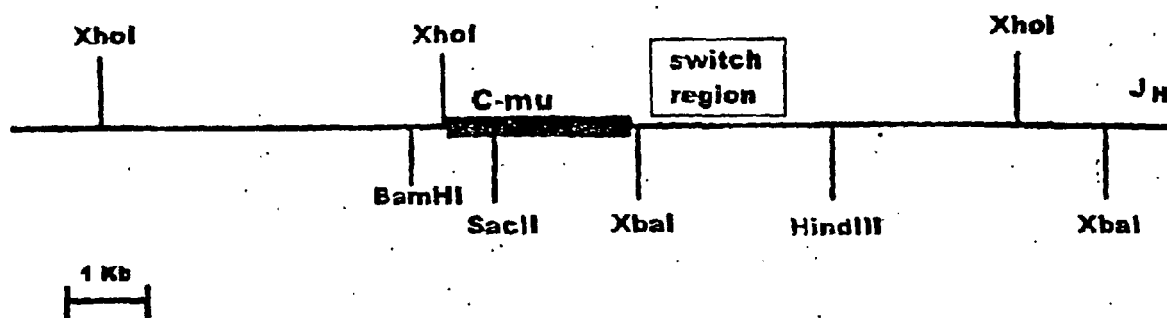 XhoI
XhoI
XhoI
switch
region
C-mu
JH
BamHI
SacII
XbaI
HindIII
XbaI
1 Kb